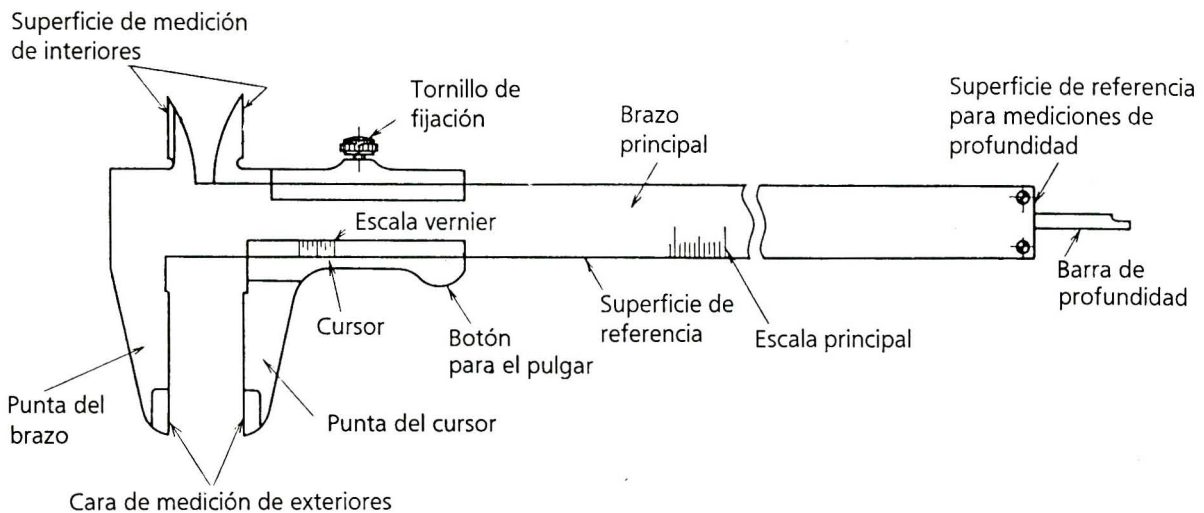 Superficie de medición
de interiores
Tornillo de
fijación
Brazo
principal
Superficie de referencia
para mediciones de
profundidad
Escala vernier
Barra de
profundidad
Cursor
Botón
para el pulgar
Superficie de
referencia
Escala principal
Punta del
brazo
Punta del cursor
Cara de medición de exteriores